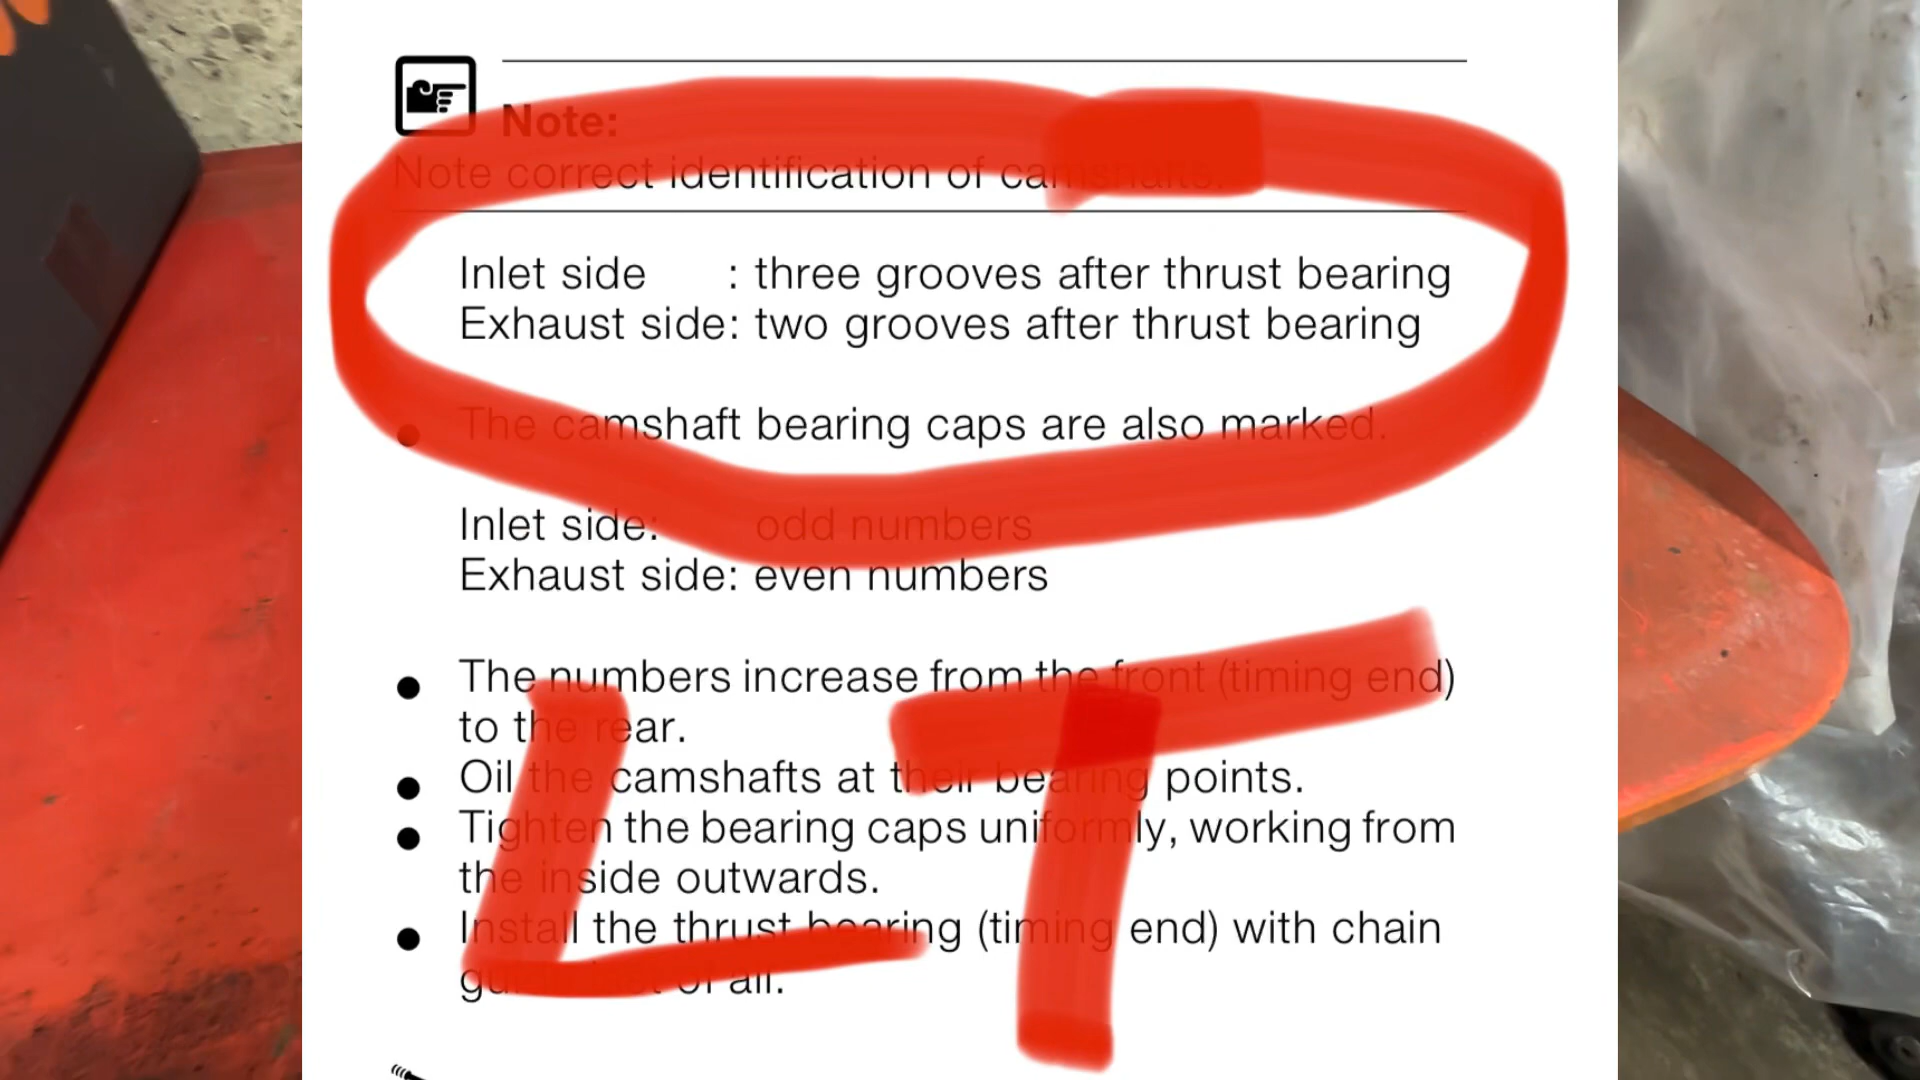 Note:
Note correct identification of camshafts.
Inlet side : three grooves after thrust bearing
Exhaust side: two grooves after thrust bearing
● The camshaft bearing caps are also marked.
Inlet side: odd numbers
Exhaust side: even numbers
● The numbers increase from the front (timing end)
to the rear.
● Oil the camshafts at their bearing points.
● Tighten the bearing caps uniformly, working from
the inside outwards.
● Install the thrust bearing (timing end) with chain
of all.
LT